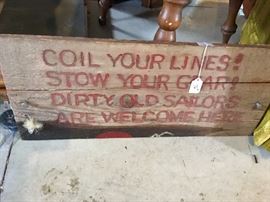 COIL YOUR LINES!
STOW YOUR GEAR!
DIRTY OLD SAILORS
ARE WELCOME HERE